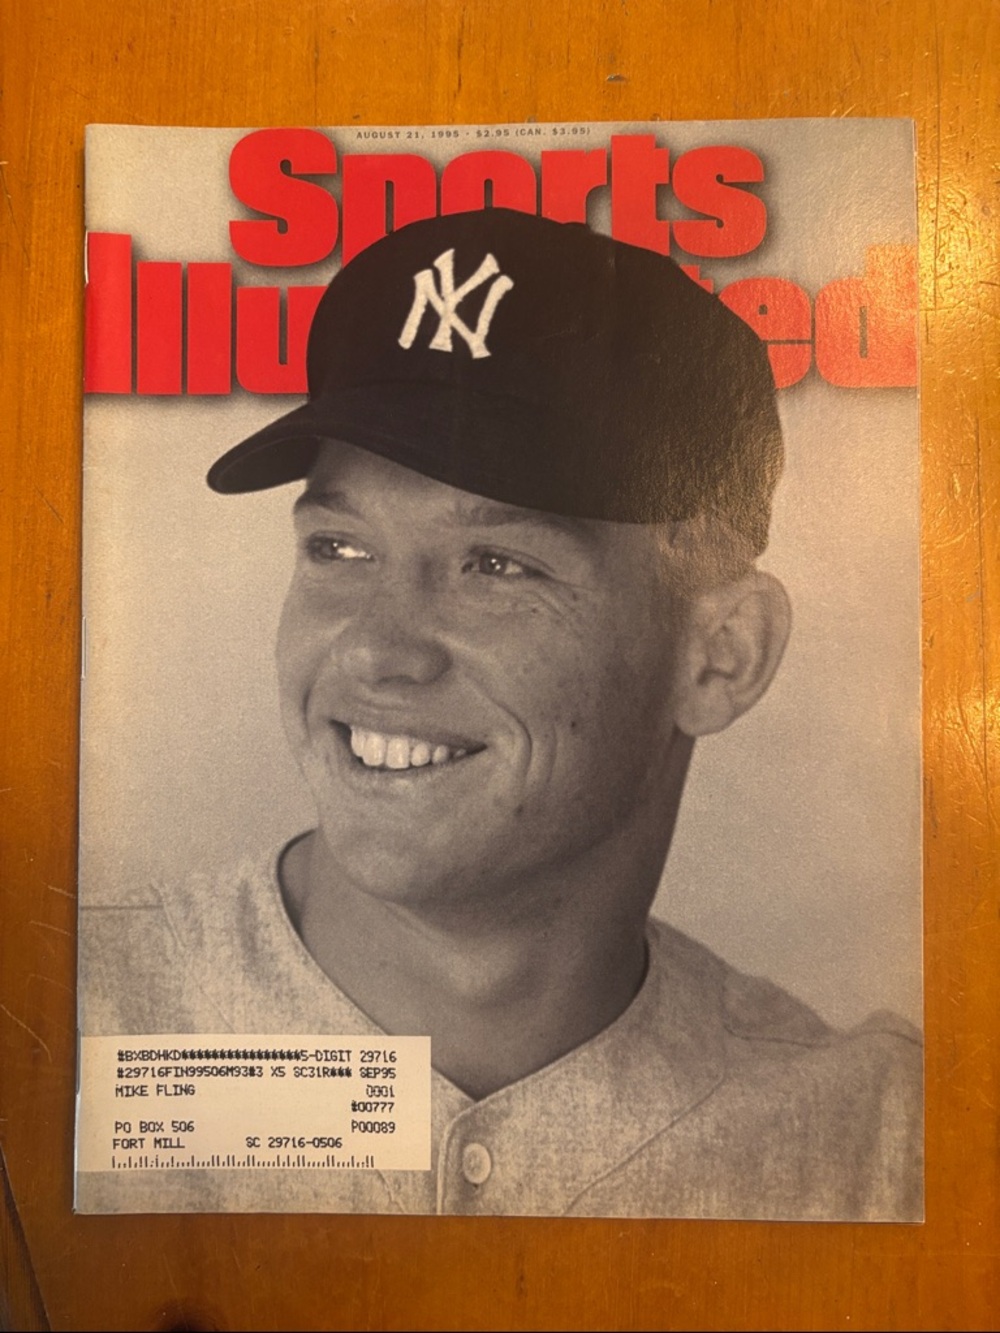 AUGUST 21, 1995 · $2.95 (CAN. $3.95)
Sports
Illu ed
NY
#BXBDHKD****************5-DIGIT 29716
#29716FIN99506M93#3 X5 SC31R*** SEP95
MIKE FLING 0001
#00777
PO BOX 506 P00089
FORT MILL SC 29716-0506